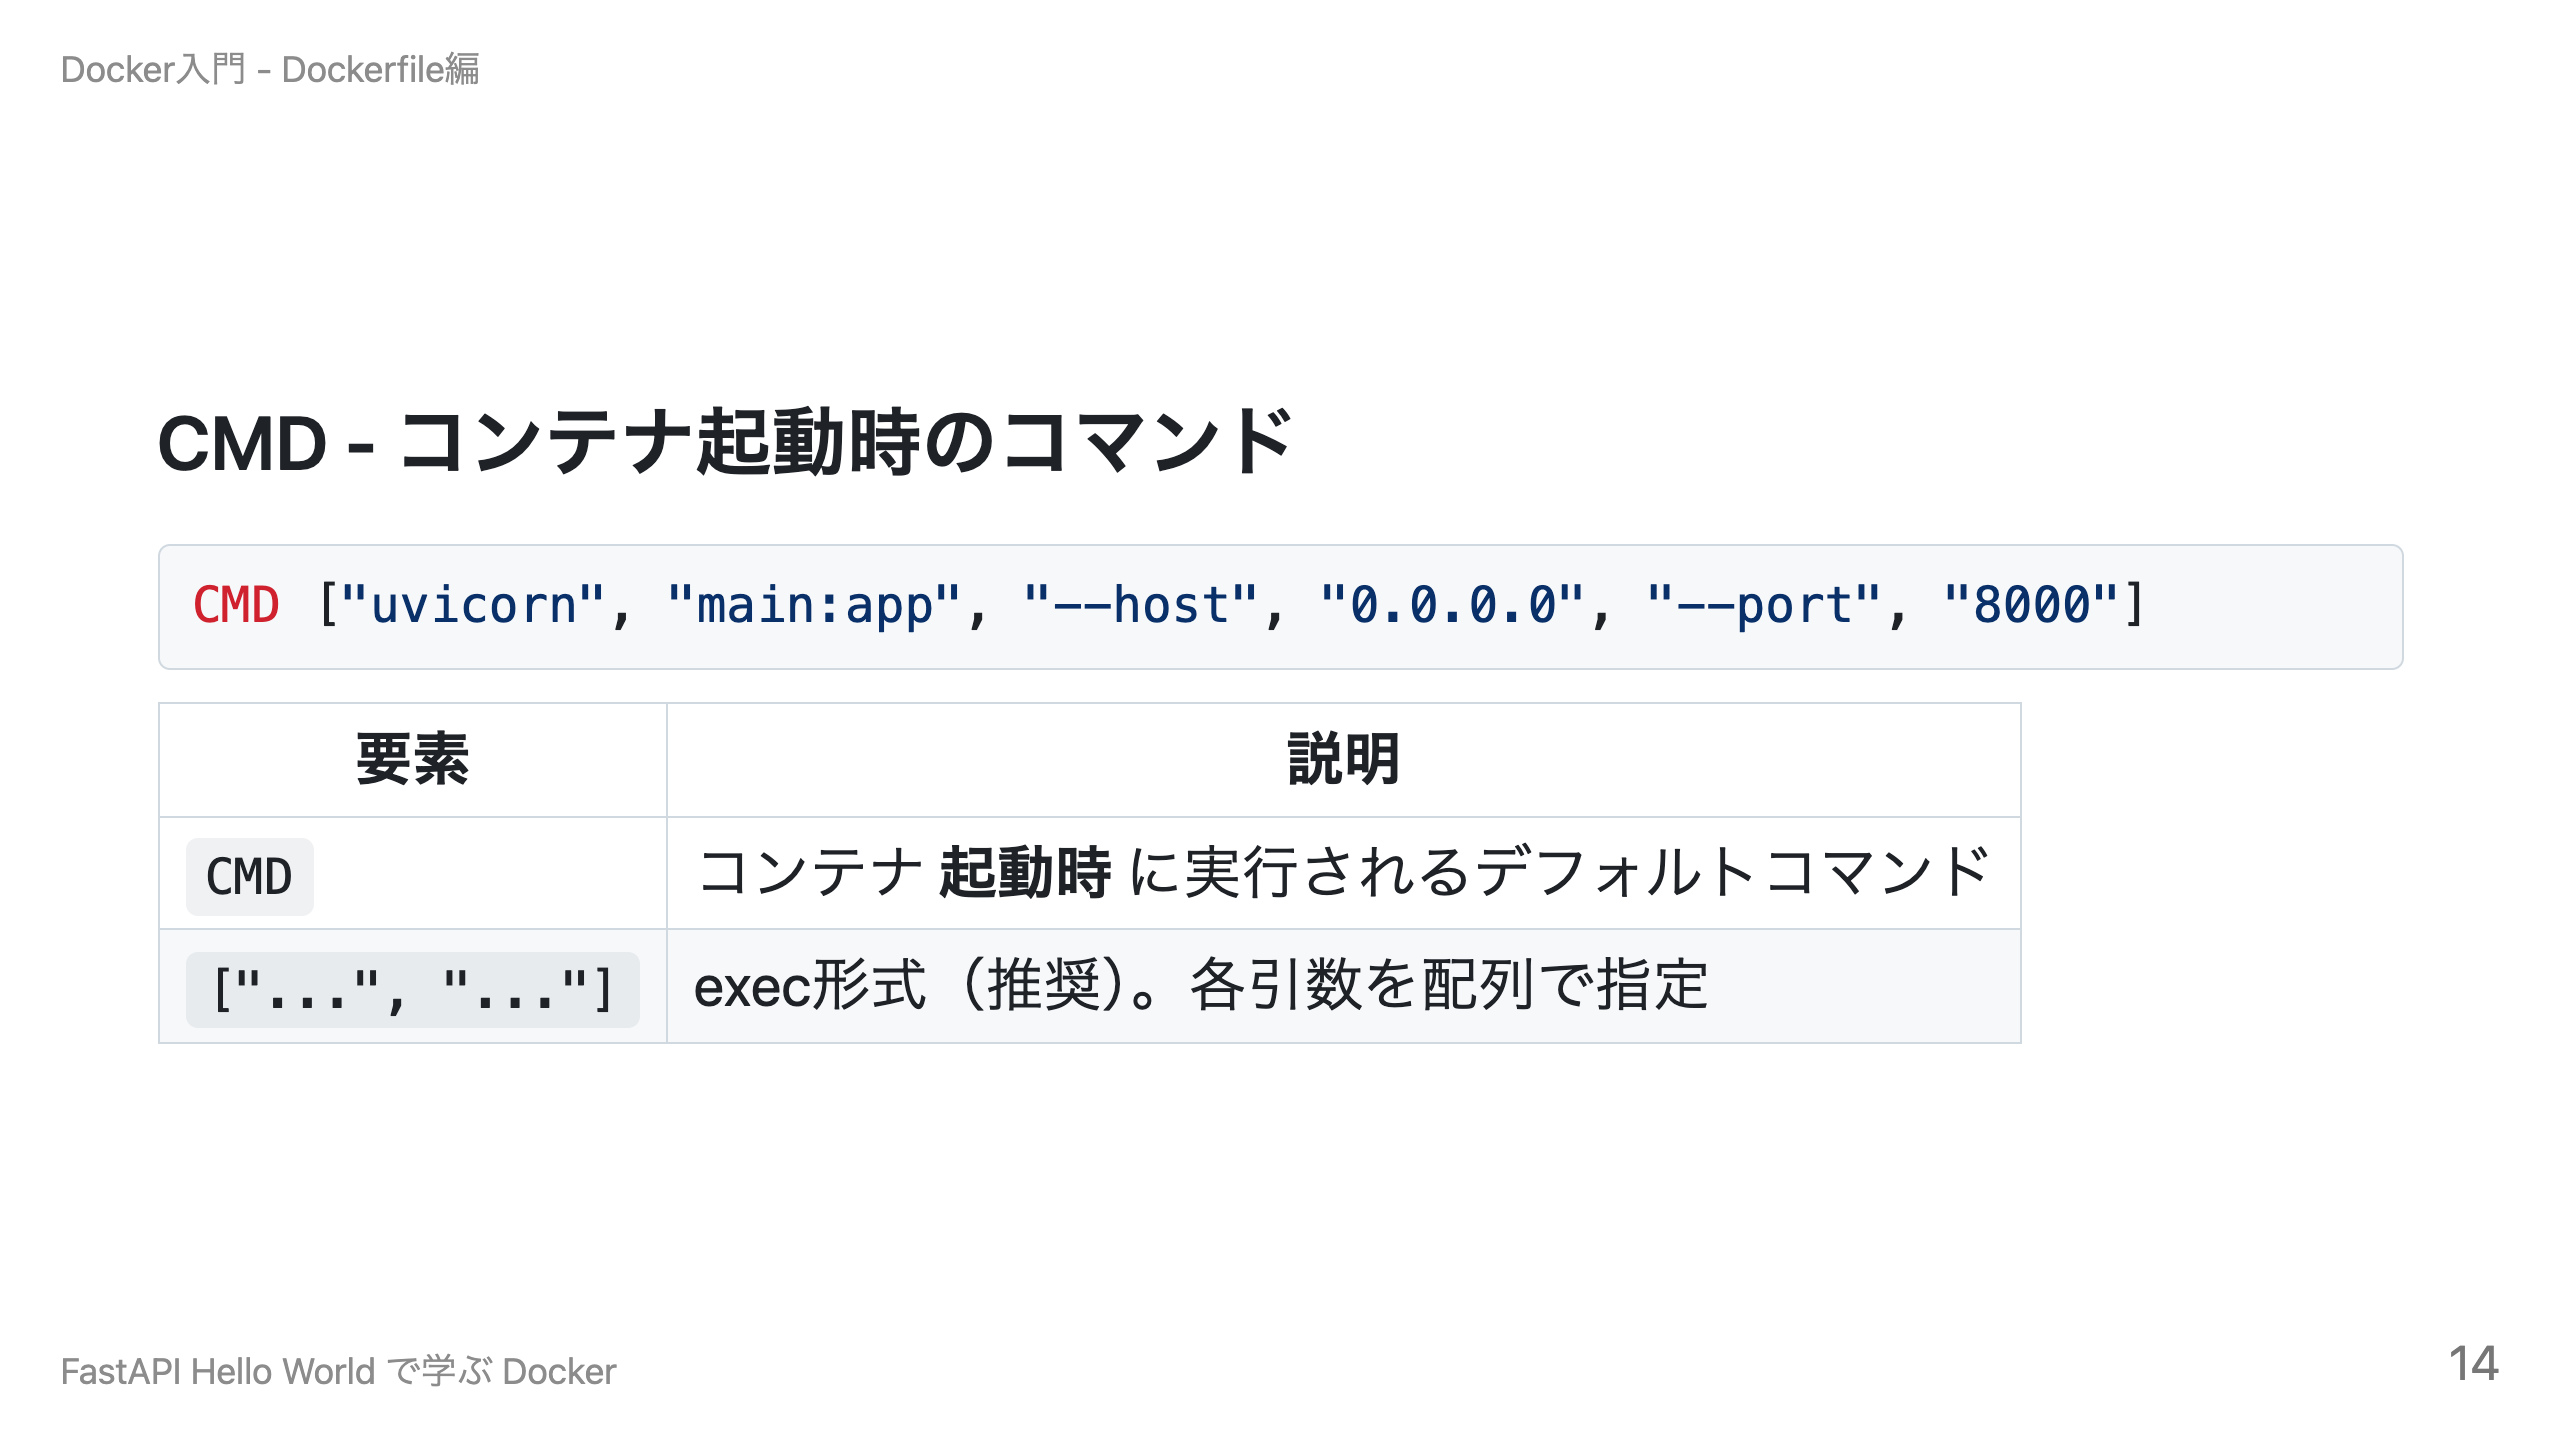 Docker入門 - Dockerfile編
CMD - コンテナ起動時のコマンド
CMD ["uvicorn", "main:app", "--host", "0.0.0.0", "--port", "8000"]
要素 説明
CMD コンテナ 起動時 に実行されるデフォルトコマンド
["...", "..."] exec形式（推奨）。各引数を配列で指定
FastAPI Hello World で学ぶ Docker
14